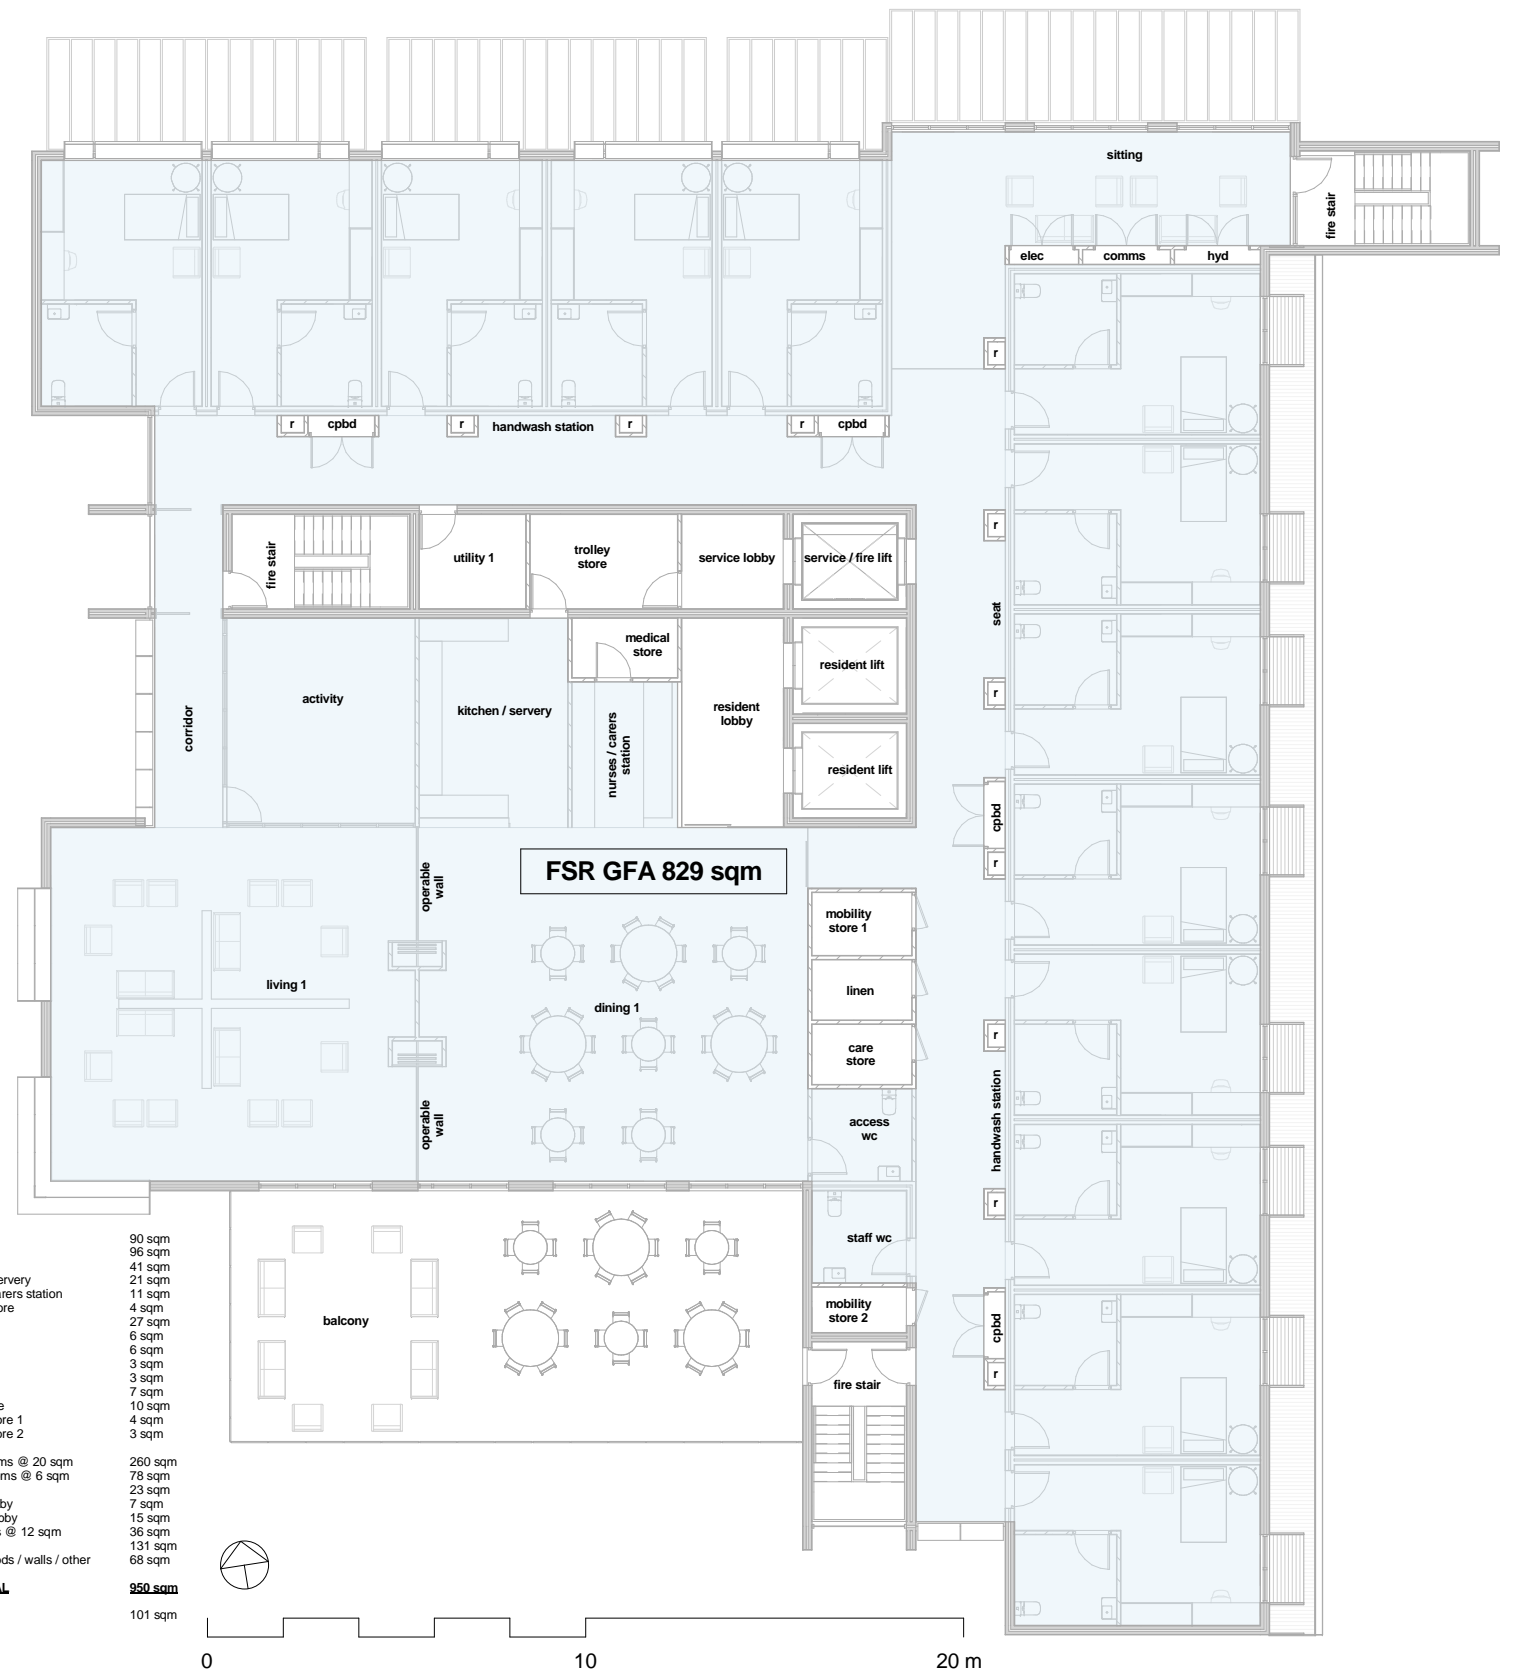 sitting
fire stair
elec
comms
hyd
r
r
cpbd
r
handwash station
r
r
cpbd
r
fire stair
utility 1
trolley
store
service lobby
service / fire lift
seat
medical
store
resident lift
r
activity
kitchen / servery
nurses / carers
station
resident
lobby
corridor
resident lift
cpbd
r
FSR GFA 829 sqm
operable
wall
mobility
store 1
living 1
linen
dining 1
r
care
store
operable
wall
access
wc
handwash station
r
staff wc
mobility
store 2
cpbd
r
balcony
fire stair
90 sqm
96 sqm
41 sqm
ervery 21 sqm
arers station 11 sqm
ore 4 sqm
27 sqm
6 sqm
6 sqm
3 sqm
3 sqm
7 sqm
e 10 sqm
ore 1 4 sqm
ore 2 3 sqm
ms @ 20 sqm 260 sqm
ms @ 6 sqm 78 sqm
23 sqm
by 7 sqm
bby 15 sqm
s @ 12 sqm 36 sqm
131 sqm
ods / walls / other 68 sqm
AL 950 sqm
101 sqm
0 10 20 m